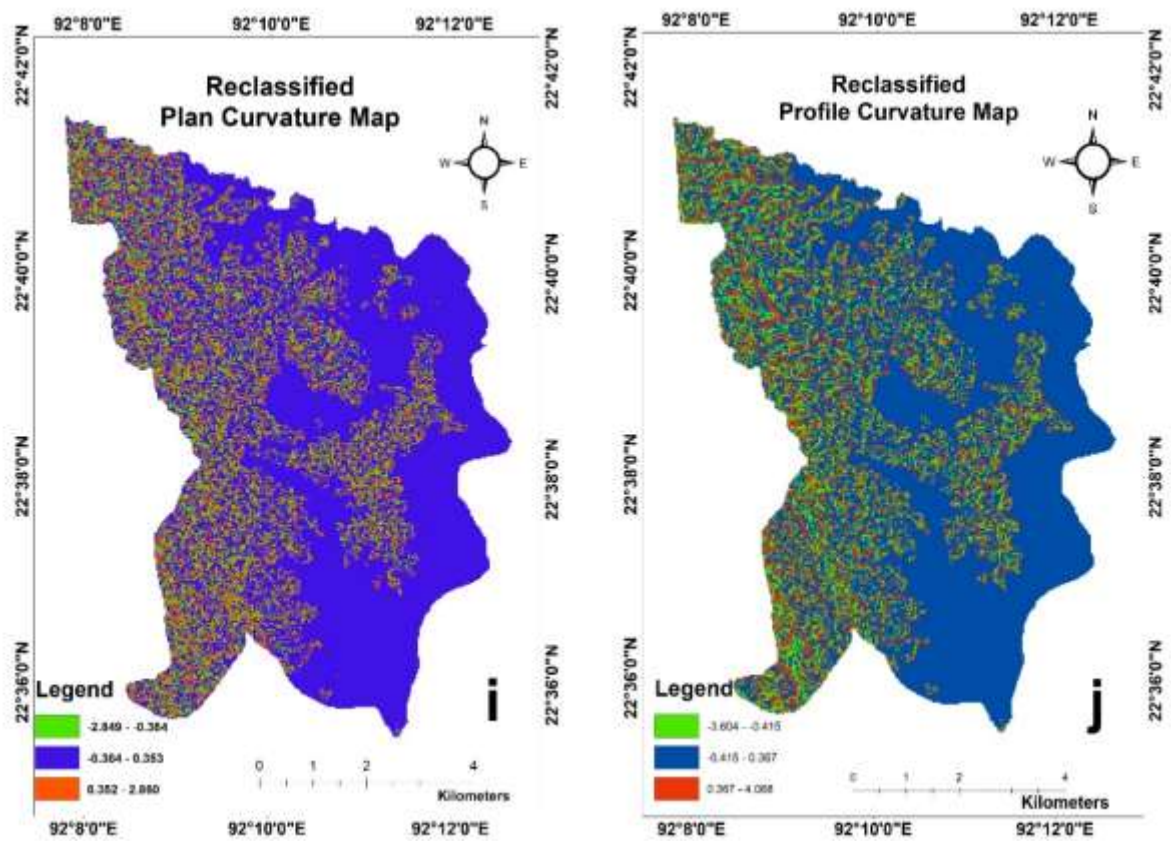 92°8'0"E 92°10'0"E 92°12'0"E
22°42'0"N
22°40'0"N
22°38'0"N
22°36'0"N
Reclassified
Plan Curvature Map
N
W E
S
22°42'0"N
22°40'0"N
22°38'0"N
22°36'0"N
Legend
-2.849 - -0.364
-0.364 - 0.353
0.352 - 2.860
0 1 2 4
Kilometers
i
92°8'0"E 92°10'0"E 92°12'0"E
92°8'0"E 92°10'0"E 92°12'0"E
22°42'0"N
22°40'0"N
22°38'0"N
22°36'0"N
Reclassified
Profile Curvature Map
N
W E
S
22°42'0"N
22°40'0"N
22°38'0"N
22°36'0"N
Legend
-3.604 - -0.415
-0.415 - 0.367
0.367 - 4.068
0 1 2 4
Kilometers
j
92°8'0"E 92°10'0"E 92°12'0"E